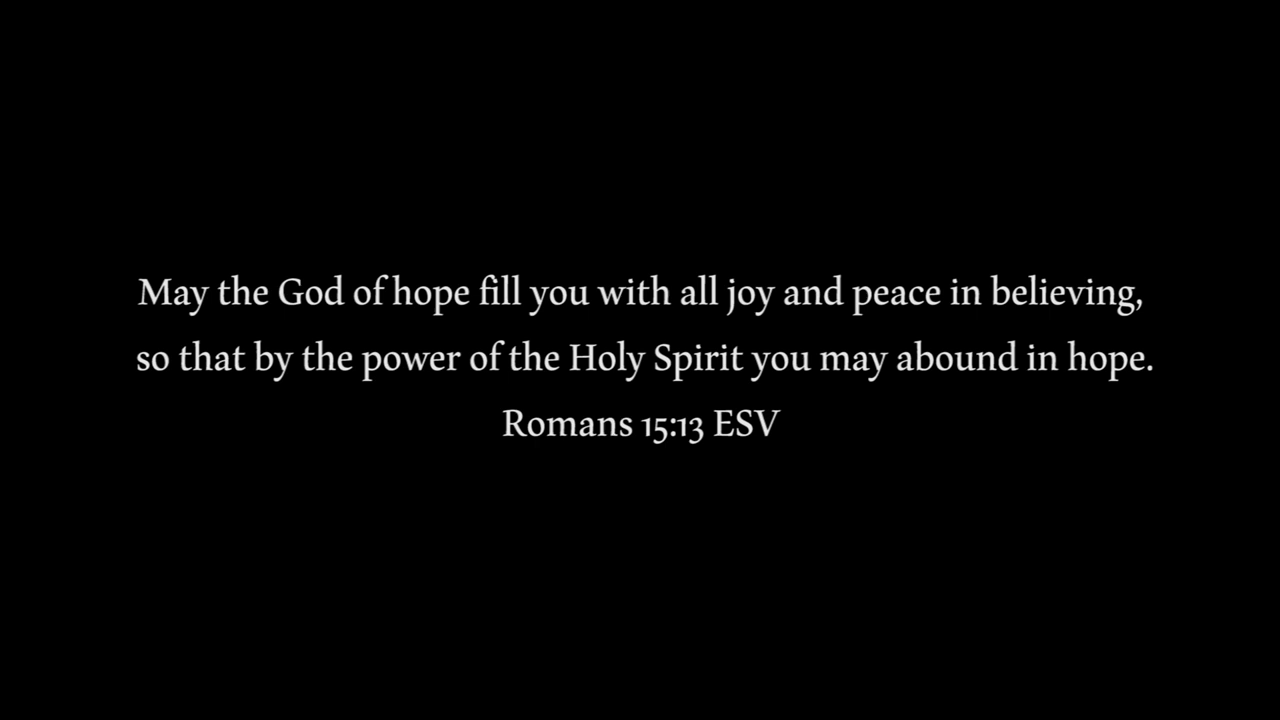 May the God of hope fill you with all joy and peace in believing,
so that by the power of the Holy Spirit you may abound in hope.
Romans 15:13 ESV